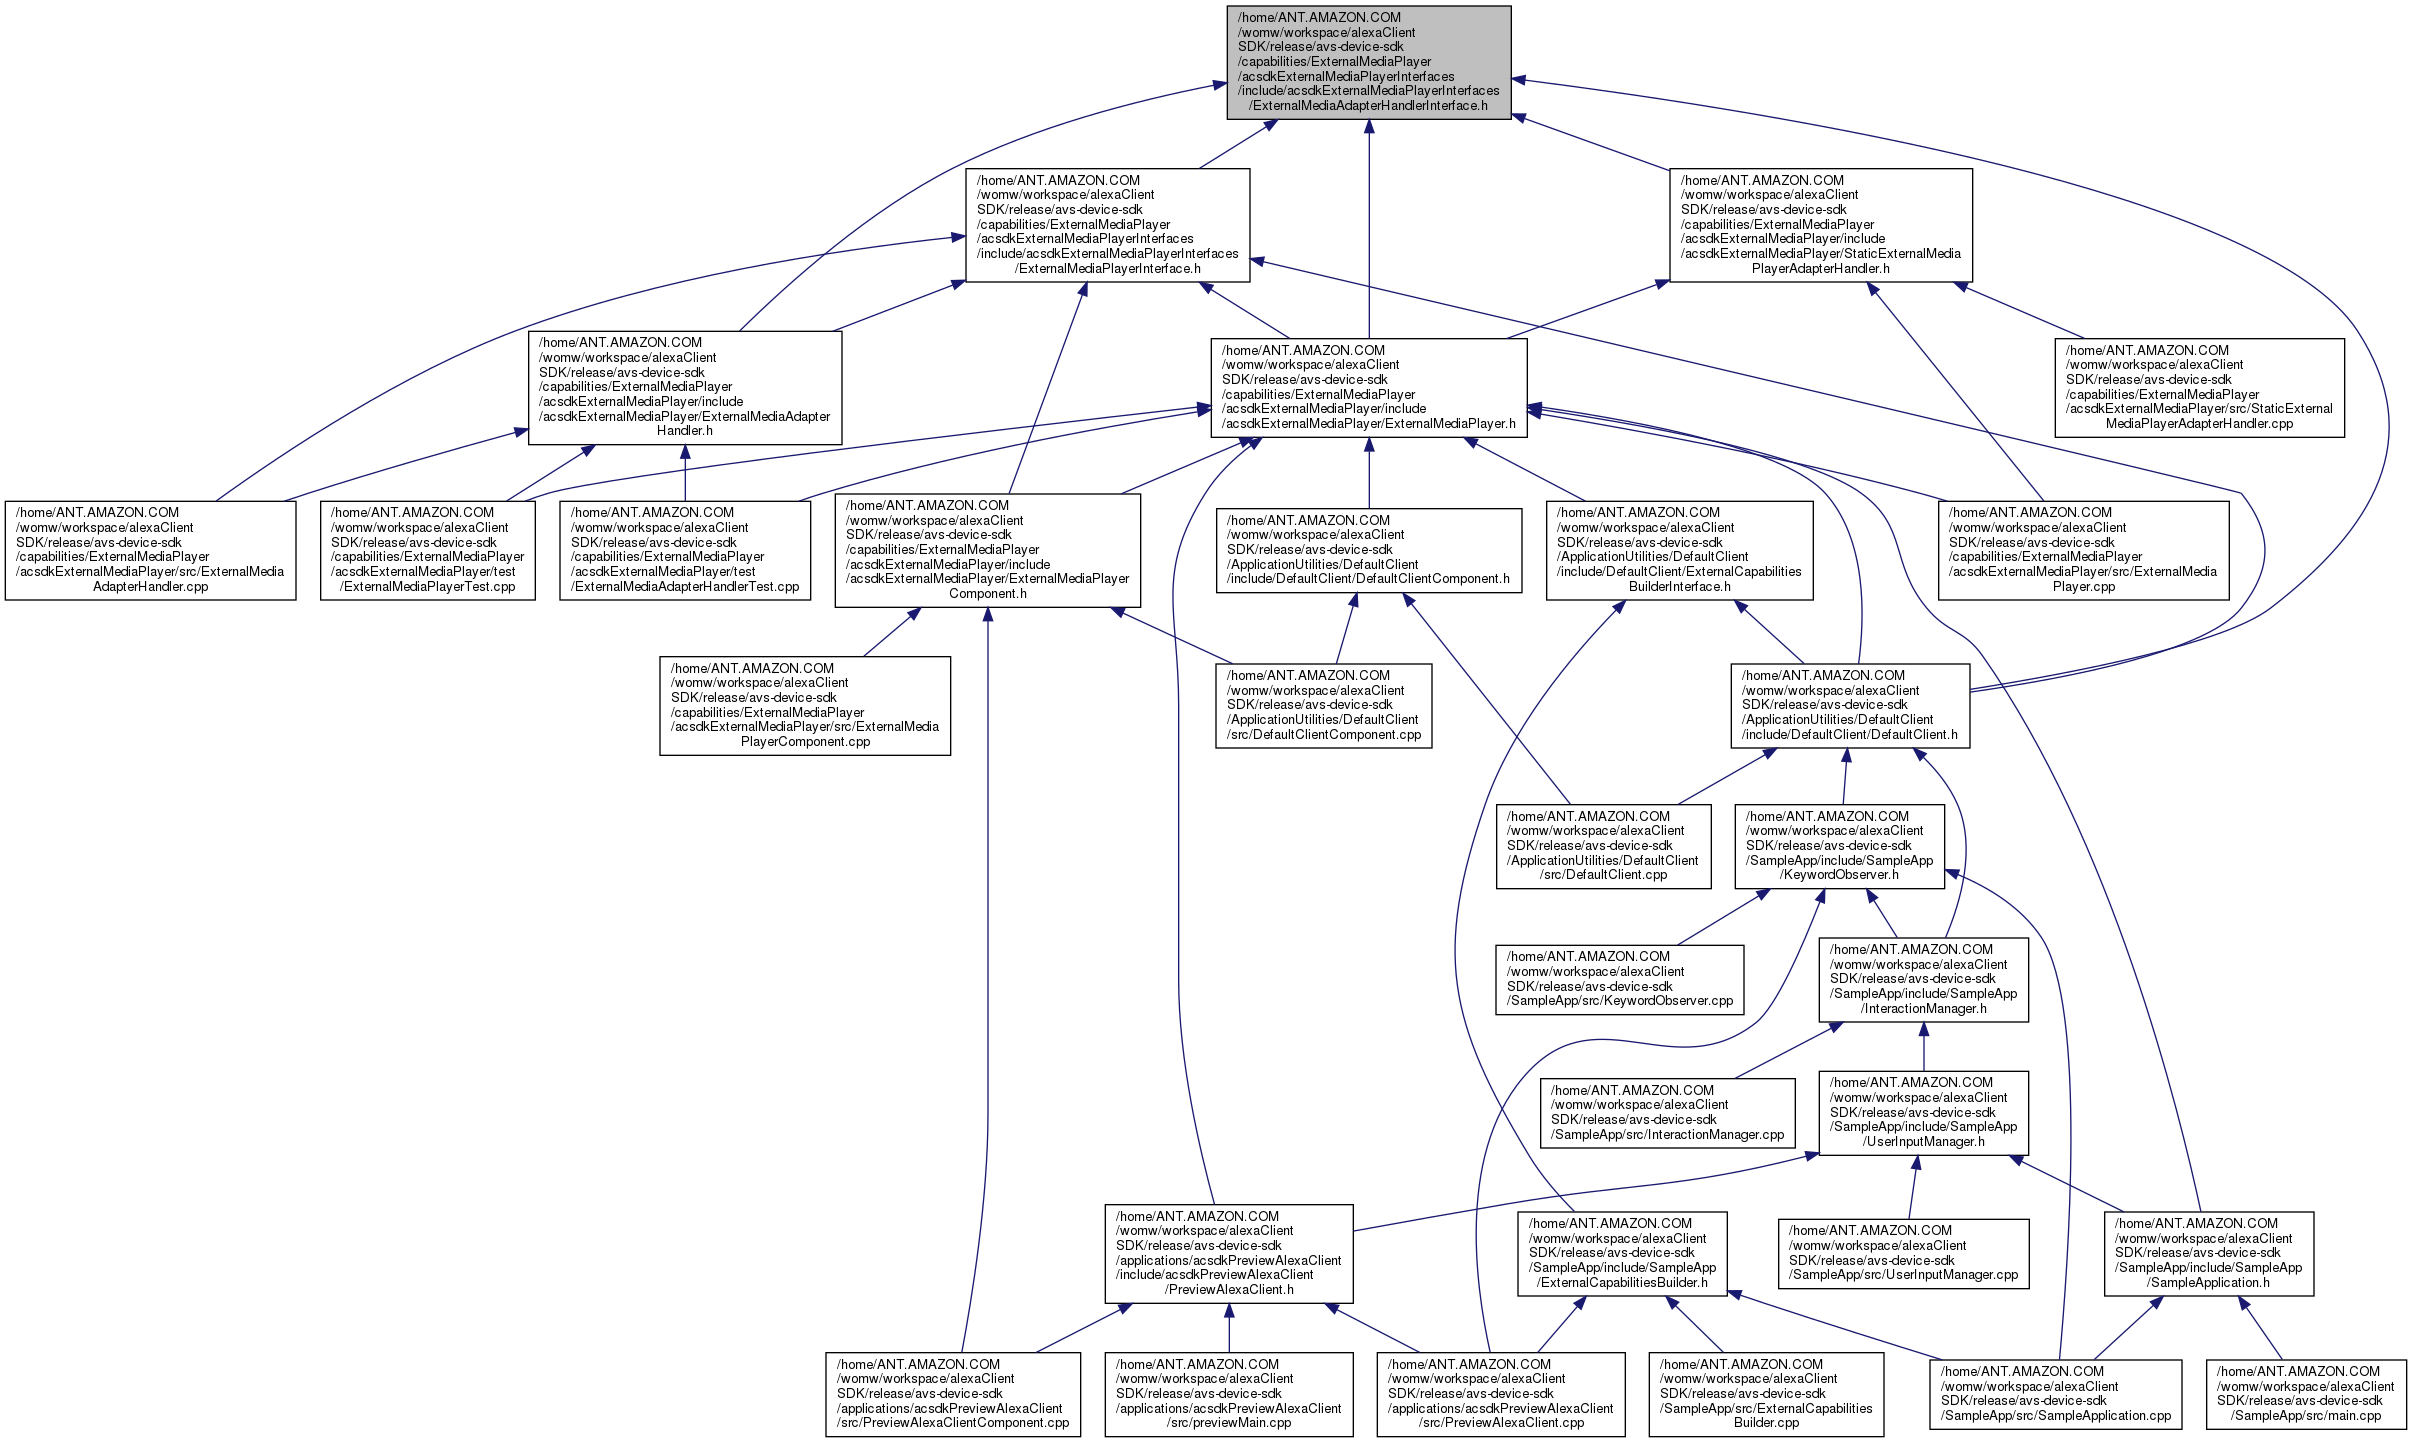 /home/ANT.AMAZON.COM
/womw/workspace/alexaClient
SDK/release/avs-device-sdk
/capabilities/ExternalMediaPlayer
/acsdkExternalMediaPlayerInterfaces
/include/acsdkExternalMediaPlayerInterfaces
/ExternalMediaAdapterHandlerInterface.h
/home/ANT.AMAZON.COM
/womw/workspace/alexaClient
SDK/release/avs-device-sdk
/capabilities/ExternalMediaPlayer
/acsdkExternalMediaPlayerInterfaces
/include/acsdkExternalMediaPlayerInterfaces
/ExternalMediaPlayerInterface.h
/home/ANT.AMAZON.COM
/womw/workspace/alexaClient
SDK/release/avs-device-sdk
/capabilities/ExternalMediaPlayer
/acsdkExternalMediaPlayer/include
/acsdkExternalMediaPlayer/StaticExternalMedia
PlayerAdapterHandler.h
/home/ANT.AMAZON.COM
/womw/workspace/alexaClient
SDK/release/avs-device-sdk
/capabilities/ExternalMediaPlayer
/acsdkExternalMediaPlayer/include
/acsdkExternalMediaPlayer/ExternalMediaAdapter
Handler.h
/home/ANT.AMAZON.COM
/womw/workspace/alexaClient
SDK/release/avs-device-sdk
/capabilities/ExternalMediaPlayer
/acsdkExternalMediaPlayer/include
/acsdkExternalMediaPlayer/ExternalMediaPlayer.h
/home/ANT.AMAZON.COM
/womw/workspace/alexaClient
SDK/release/avs-device-sdk
/capabilities/ExternalMediaPlayer
/acsdkExternalMediaPlayer/src/StaticExternal
MediaPlayerAdapterHandler.cpp
/home/ANT.AMAZON.COM
/womw/workspace/alexaClient
SDK/release/avs-device-sdk
/capabilities/ExternalMediaPlayer
/acsdkExternalMediaPlayer/src/ExternalMedia
AdapterHandler.cpp
/home/ANT.AMAZON.COM
/womw/workspace/alexaClient
SDK/release/avs-device-sdk
/capabilities/ExternalMediaPlayer
/acsdkExternalMediaPlayer/test
/ExternalMediaPlayerTest.cpp
/home/ANT.AMAZON.COM
/womw/workspace/alexaClient
SDK/release/avs-device-sdk
/capabilities/ExternalMediaPlayer
/acsdkExternalMediaPlayer/test
/ExternalMediaAdapterHandlerTest.cpp
/home/ANT.AMAZON.COM
/womw/workspace/alexaClient
SDK/release/avs-device-sdk
/capabilities/ExternalMediaPlayer
/acsdkExternalMediaPlayer/include
/acsdkExternalMediaPlayer/ExternalMediaPlayer
Component.h
/home/ANT.AMAZON.COM
/womw/workspace/alexaClient
SDK/release/avs-device-sdk
/ApplicationUtilities/DefaultClient
/include/DefaultClient/DefaultClientComponent.h
/home/ANT.AMAZON.COM
/womw/workspace/alexaClient
SDK/release/avs-device-sdk
/ApplicationUtilities/DefaultClient
/include/DefaultClient/ExternalCapabilities
BuilderInterface.h
/home/ANT.AMAZON.COM
/womw/workspace/alexaClient
SDK/release/avs-device-sdk
/capabilities/ExternalMediaPlayer
/acsdkExternalMediaPlayer/src/ExternalMedia
Player.cpp
/home/ANT.AMAZON.COM
/womw/workspace/alexaClient
SDK/release/avs-device-sdk
/capabilities/ExternalMediaPlayer
/acsdkExternalMediaPlayer/src/ExternalMedia
PlayerComponent.cpp
/home/ANT.AMAZON.COM
/womw/workspace/alexaClient
SDK/release/avs-device-sdk
/ApplicationUtilities/DefaultClient
/src/DefaultClientComponent.cpp
/home/ANT.AMAZON.COM
/womw/workspace/alexaClient
SDK/release/avs-device-sdk
/ApplicationUtilities/DefaultClient
/include/DefaultClient/DefaultClient.h
/home/ANT.AMAZON.COM
/womw/workspace/alexaClient
SDK/release/avs-device-sdk
/ApplicationUtilities/DefaultClient
/src/DefaultClient.cpp
/home/ANT.AMAZON.COM
/womw/workspace/alexaClient
SDK/release/avs-device-sdk
/SampleApp/include/SampleApp
/KeywordObserver.h
/home/ANT.AMAZON.COM
/womw/workspace/alexaClient
SDK/release/avs-device-sdk
/SampleApp/src/KeywordObserver.cpp
/home/ANT.AMAZON.COM
/womw/workspace/alexaClient
SDK/release/avs-device-sdk
/SampleApp/include/SampleApp
/InteractionManager.h
/home/ANT.AMAZON.COM
/womw/workspace/alexaClient
SDK/release/avs-device-sdk
/SampleApp/src/InteractionManager.cpp
/home/ANT.AMAZON.COM
/womw/workspace/alexaClient
SDK/release/avs-device-sdk
/SampleApp/include/SampleApp
/UserInputManager.h
/home/ANT.AMAZON.COM
/womw/workspace/alexaClient
SDK/release/avs-device-sdk
/applications/acsdkPreviewAlexaClient
/include/acsdkPreviewAlexaClient
/PreviewAlexaClient.h
/home/ANT.AMAZON.COM
/womw/workspace/alexaClient
SDK/release/avs-device-sdk
/SampleApp/include/SampleApp
/ExternalCapabilitiesBuilder.h
/home/ANT.AMAZON.COM
/womw/workspace/alexaClient
SDK/release/avs-device-sdk
/SampleApp/src/UserInputManager.cpp
/home/ANT.AMAZON.COM
/womw/workspace/alexaClient
SDK/release/avs-device-sdk
/SampleApp/include/SampleApp
/SampleApplication.h
/home/ANT.AMAZON.COM
/womw/workspace/alexaClient
SDK/release/avs-device-sdk
/applications/acsdkPreviewAlexaClient
/src/PreviewAlexaClientComponent.cpp
/home/ANT.AMAZON.COM
/womw/workspace/alexaClient
SDK/release/avs-device-sdk
/applications/acsdkPreviewAlexaClient
/src/previewMain.cpp
/home/ANT.AMAZON.COM
/womw/workspace/alexaClient
SDK/release/avs-device-sdk
/applications/acsdkPreviewAlexaClient
/src/PreviewAlexaClient.cpp
/home/ANT.AMAZON.COM
/womw/workspace/alexaClient
SDK/release/avs-device-sdk
/SampleApp/src/ExternalCapabilities
Builder.cpp
/home/ANT.AMAZON.COM
/womw/workspace/alexaClient
SDK/release/avs-device-sdk
/SampleApp/src/SampleApplication.cpp
/home/ANT.AMAZON.COM
/womw/workspace/alexaClient
SDK/release/avs-device-sdk
/SampleApp/src/main.cpp